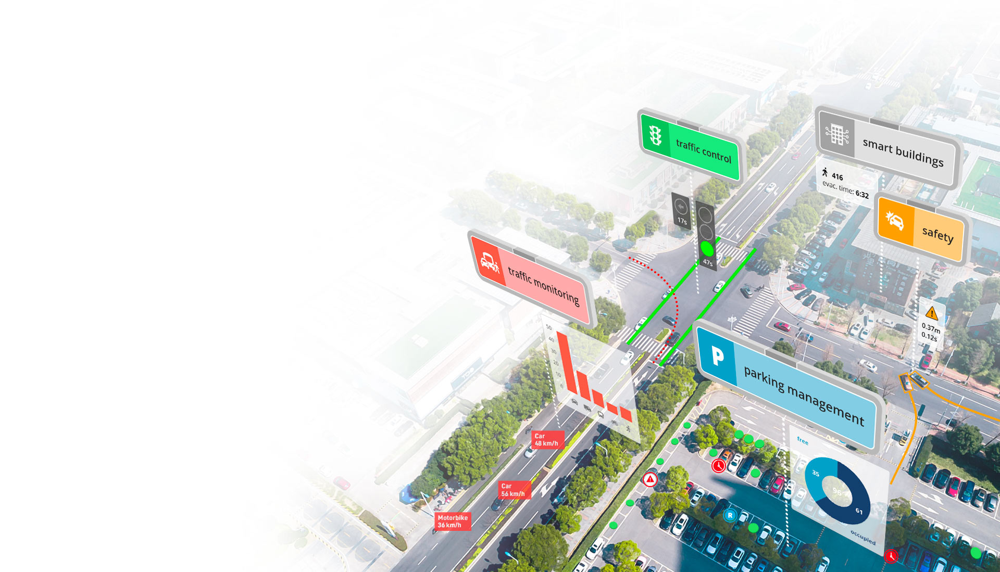 traffic control
smart buildings
416
evac. time: 6:32
17s
47s
safety
traffic monitoring
50
40
30
20
10
0
0.37m
0.12s
P
parking management
Car
48 km/h
free
35
96
61
occupied
Car
56 km/h
R
Motorbike
36 km/h